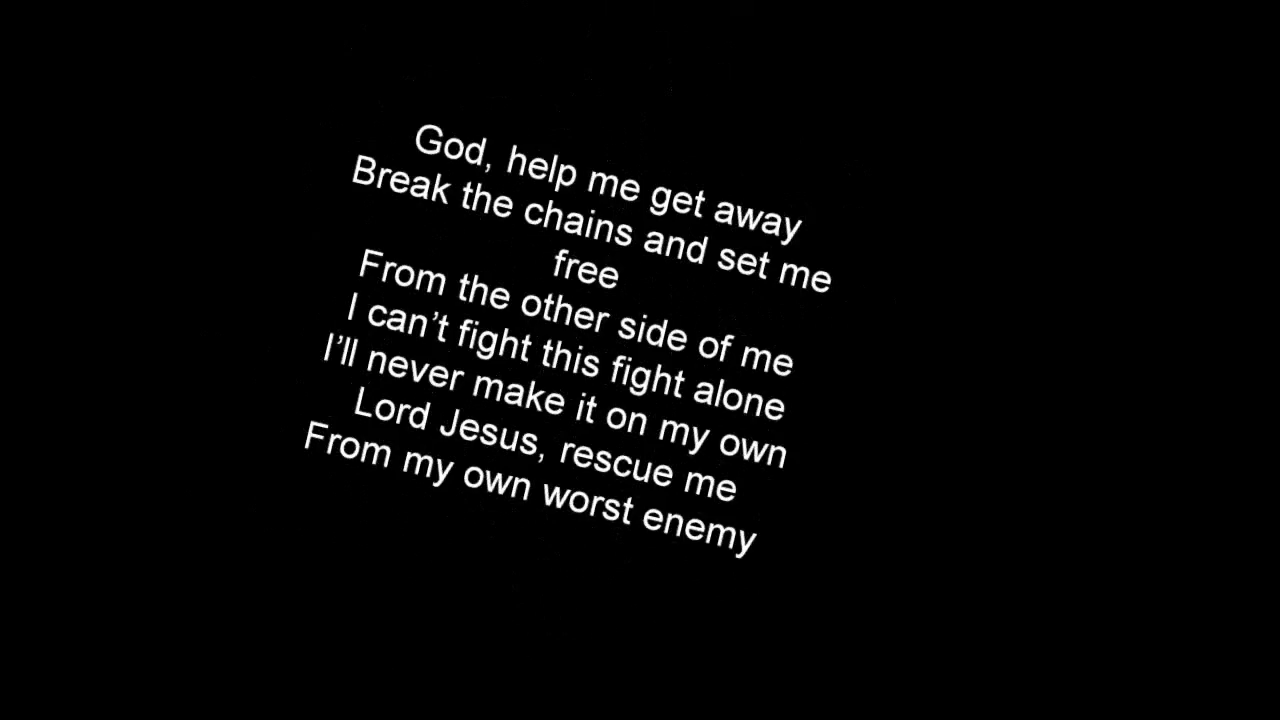 God, help me get away
Break the chains and set me
free
From the other side of me
I can’t fight this fight alone
I’ll never make it on my own
Lord Jesus, rescue me
From my own worst enemy